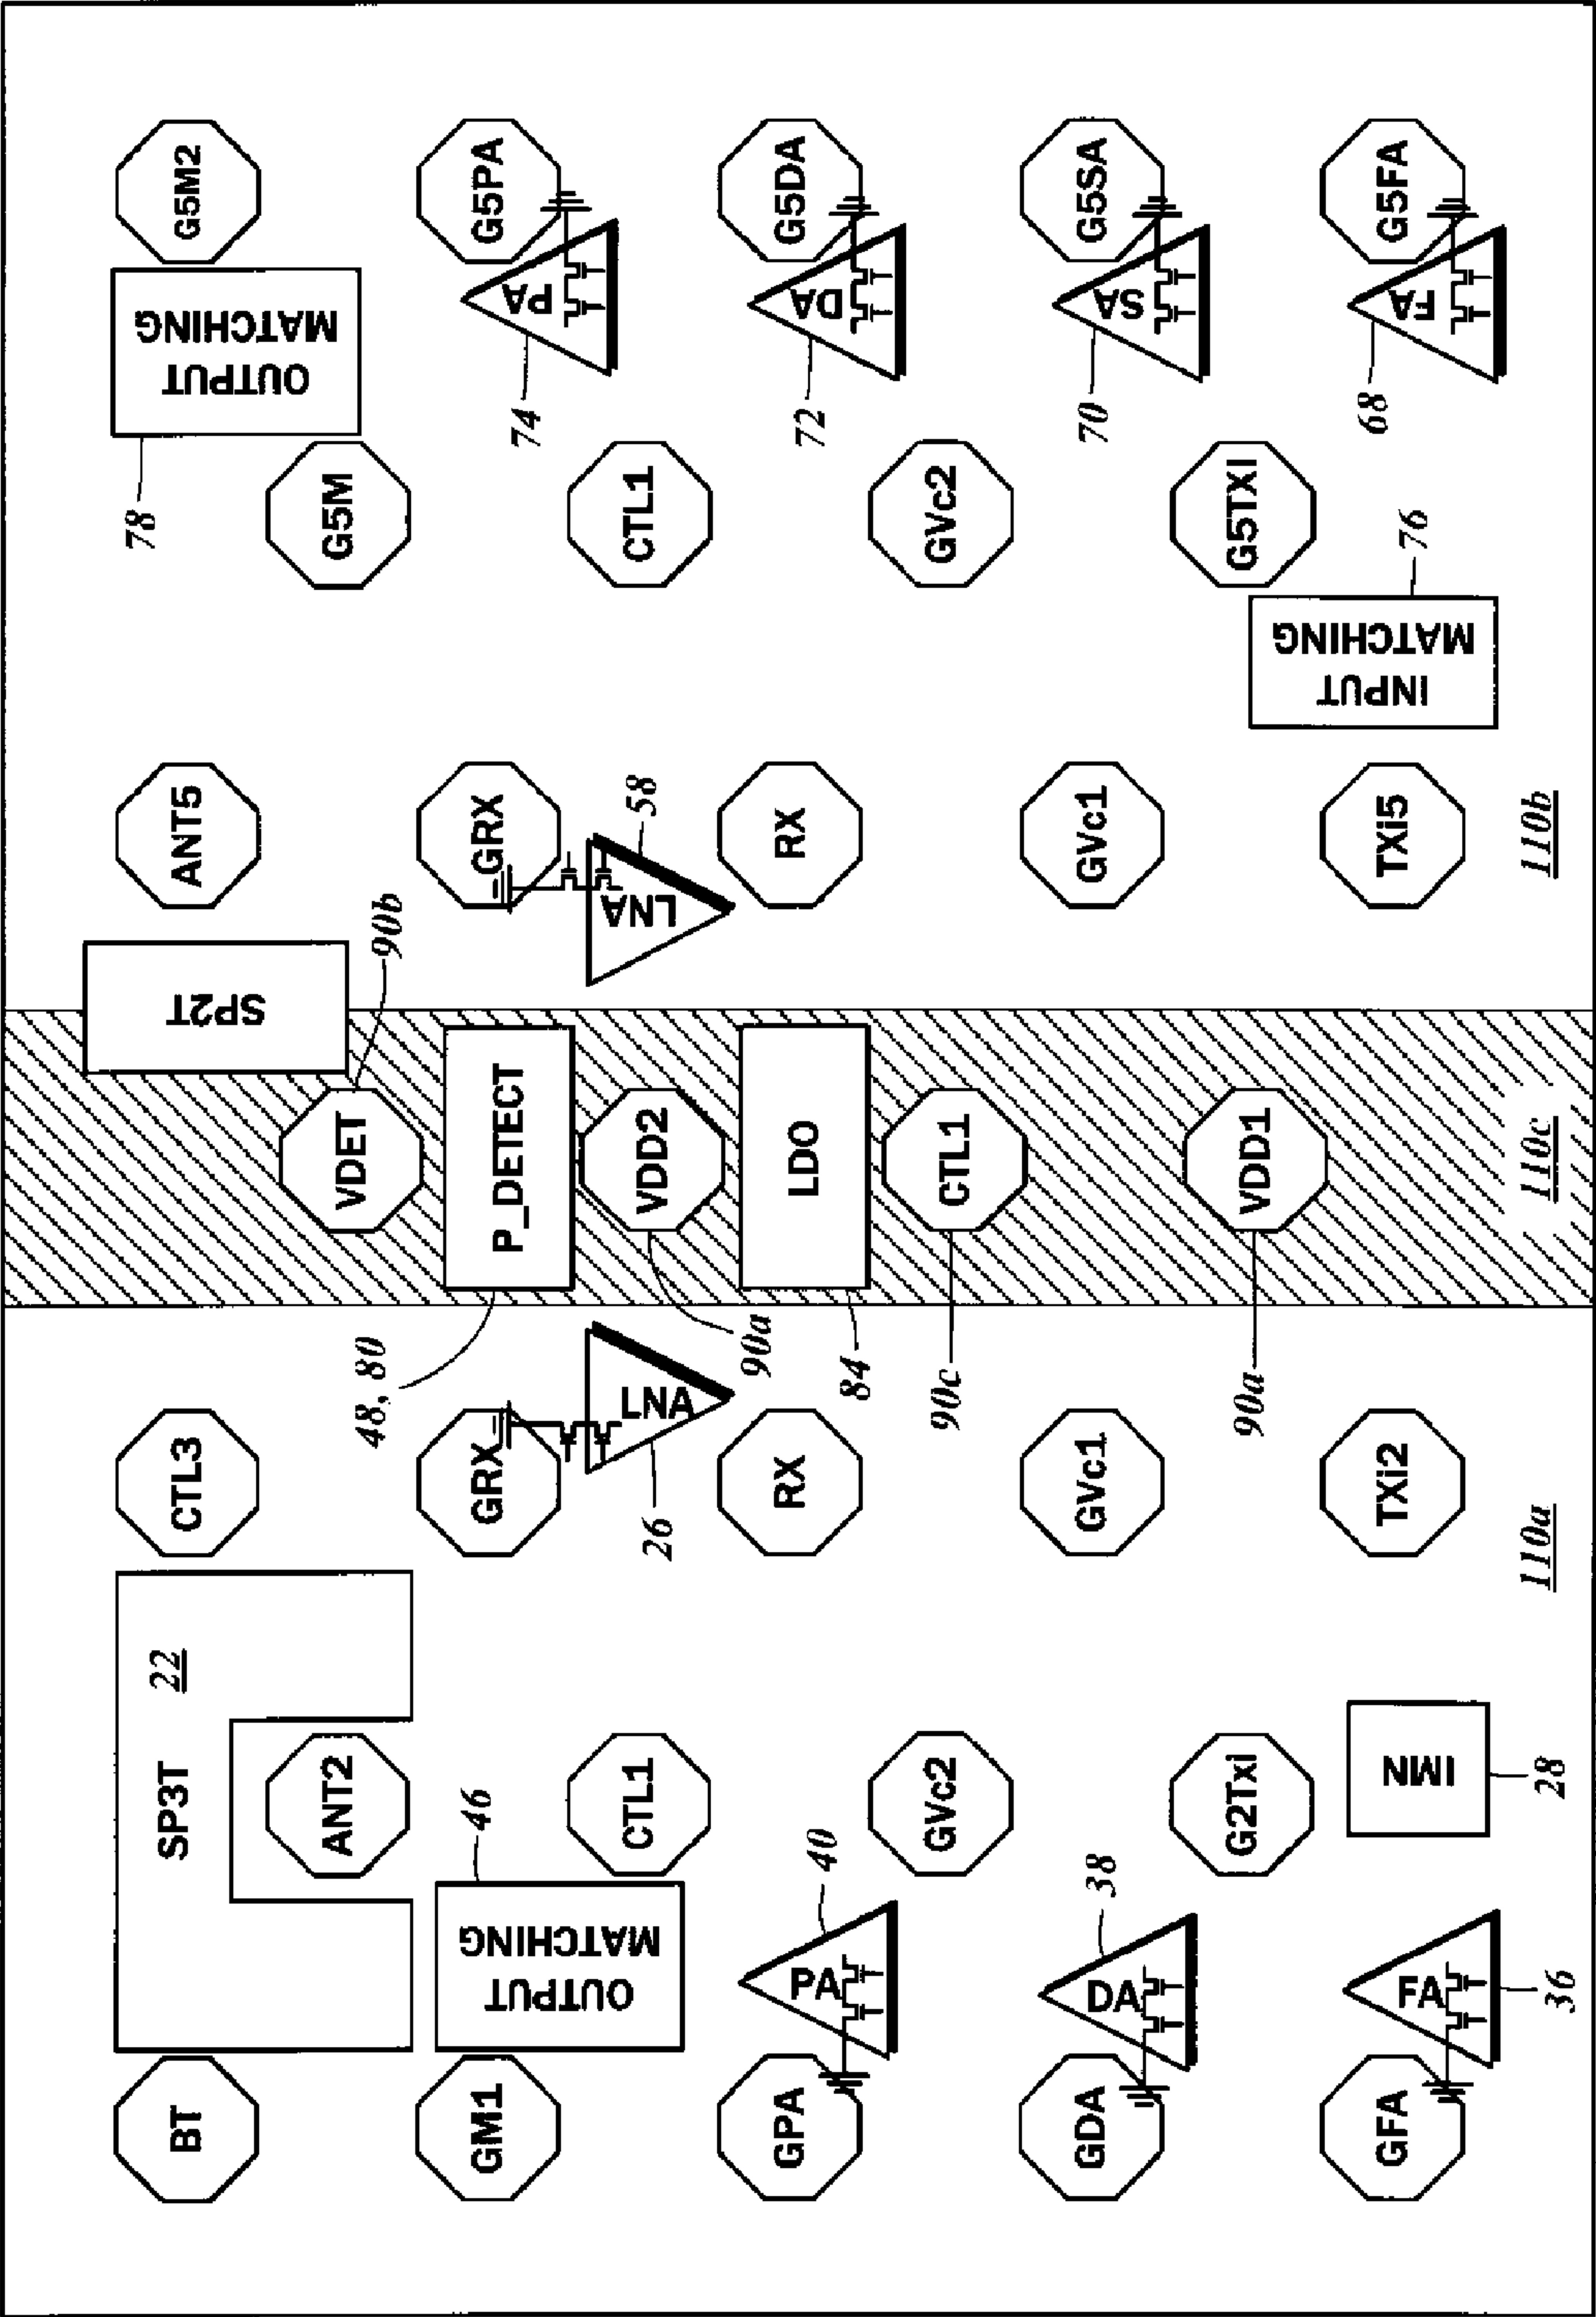 BT
SP3T
22
CTL3
SP2T
ANT5
OUTPUT
MATCHING
78
G5M2
ANT2
VDET
90b
G5M
GM1
OUTPUT
MATCHING
46
GRX
48, 80
P_DETECT
GRX
74
PA
G5PA
CTL1
26
LNA
90a
VDD2
LNA
58
CTL1
GPA
PA
40
RX
84
LDO
RX
72
DA
G5DA
GVc2
90c
CTL1
GVc2
GDA
DA
38
GVc1
GVc1
70
SA
G5SA
G2Txi
90a
VDD1
G5TXI
GFA
FA
36
IMN
28
TXi2
TXi5
INPUT
MATCHING
76
68
FA
G5FA
110a
110c
110b